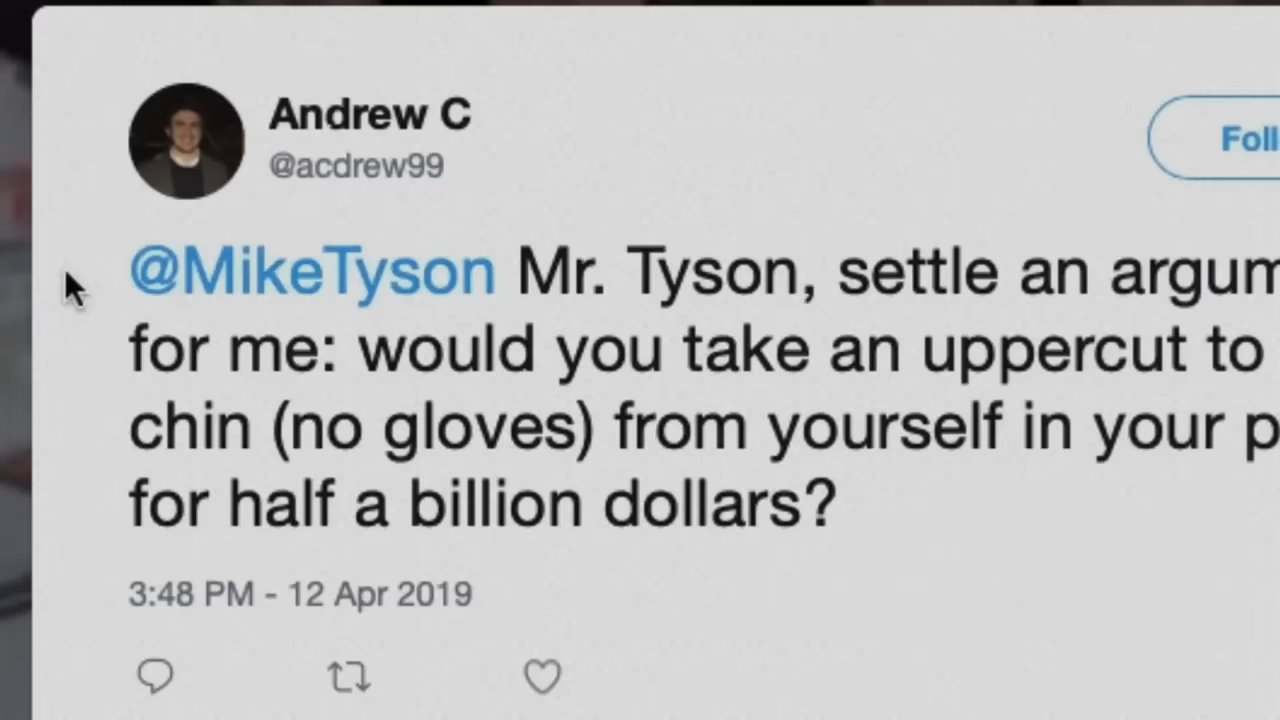 Andrew C
@acdrew99
Foll
@MikeTyson Mr. Tyson, settle an argum
for me: would you take an uppercut to
chin (no gloves) from yourself in your p
for half a billion dollars?
3:48 PM - 12 Apr 2019